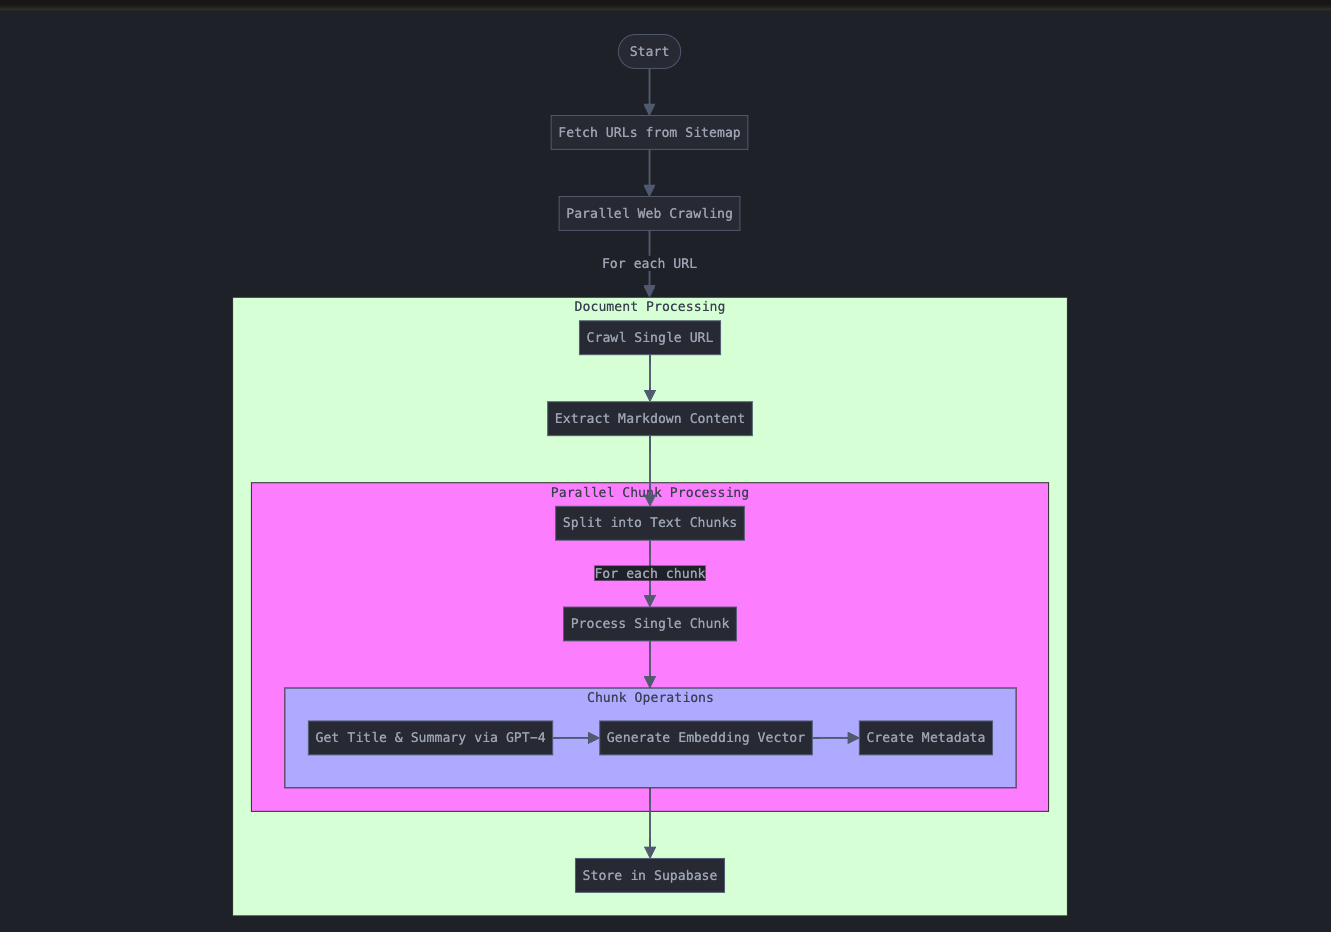 Start
Fetch URLs from Sitemap
Parallel Web Crawling
For each URL
Document Processing
Crawl Single URL
Extract Markdown Content
Parallel Chunk Processing
Split into Text Chunks
For each chunk
Process Single Chunk
Chunk Operations
Get Title & Summary via GPT-4
Generate Embedding Vector
Create Metadata
Store in Supabase